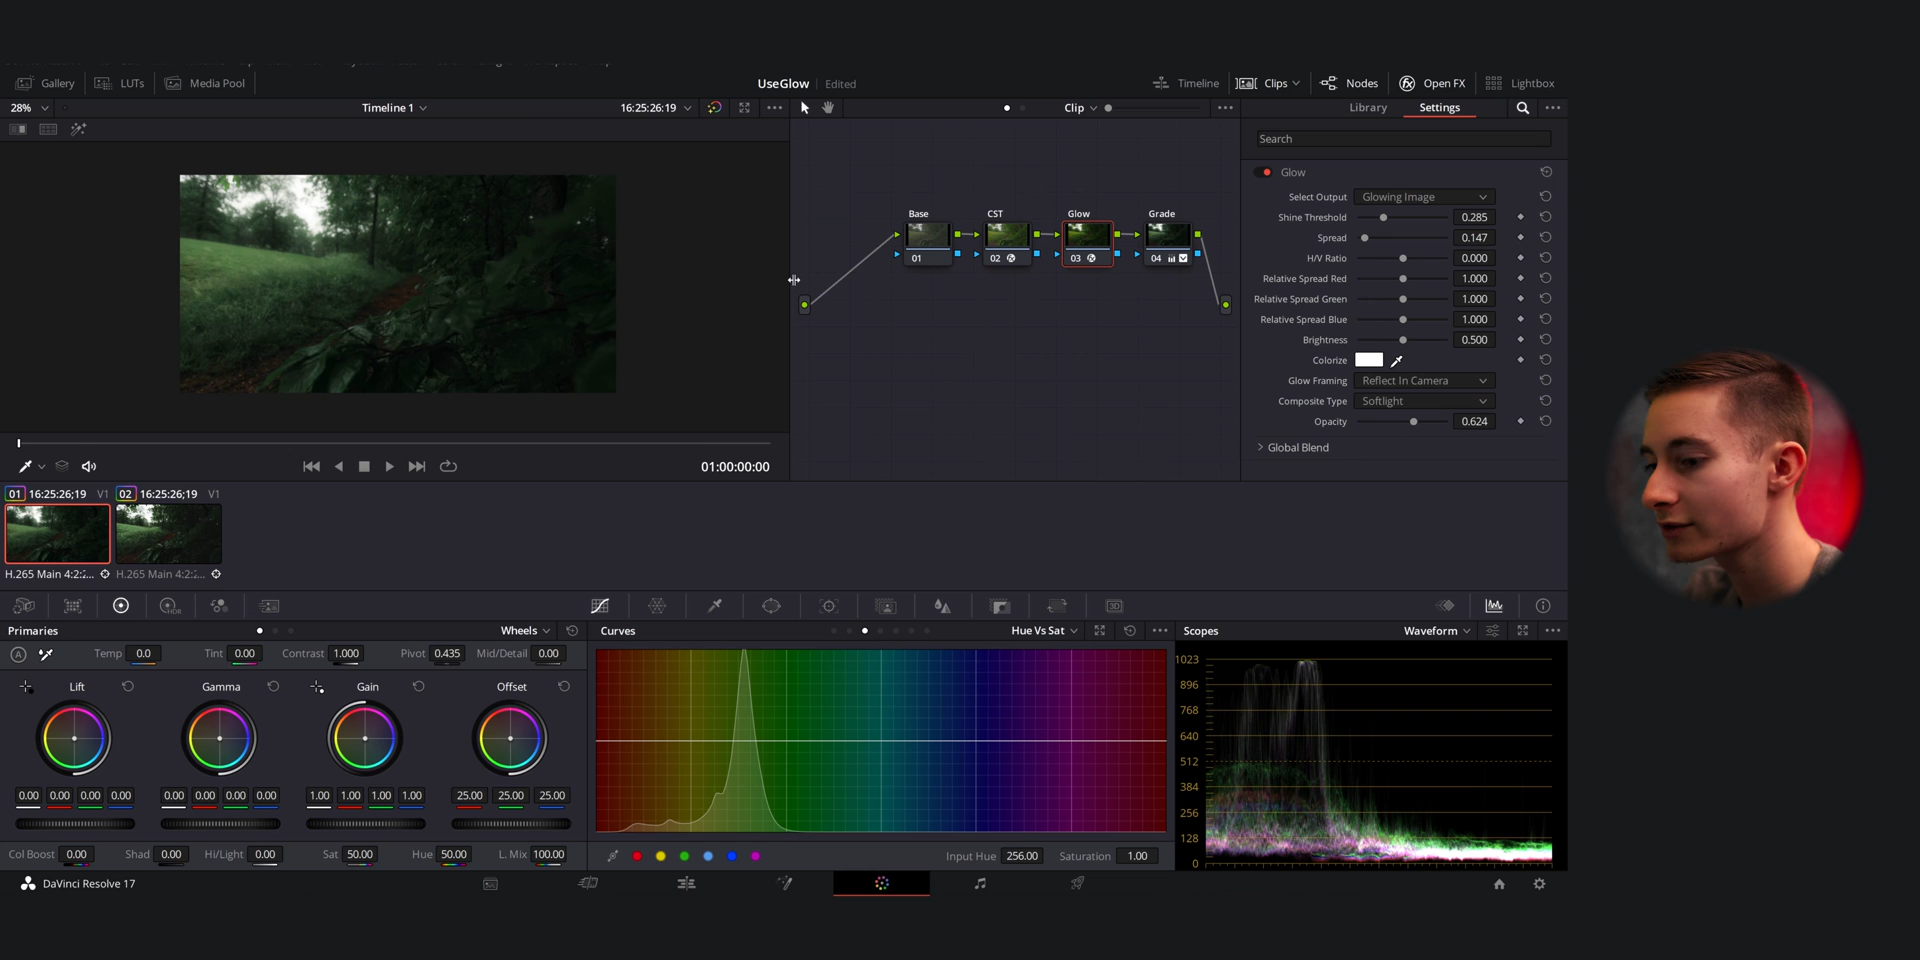 Gallery LUTs Media Pool UseGlow Edited Timeline Clips Nodes Open FX Lightbox
28% Timeline 1 16:25:26:19 Clip Library Settings
Search
Glow
Select Output Glowing Image
Shine Threshold 0.285
Spread 0.147
H/V Ratio 0.000
Relative Spread Red 1.000
Relative Spread Green 1.000
Relative Spread Blue 1.000
Brightness 0.500
Colorize
Glow Framing Reflect In Camera
Composite Type Softlight
Opacity 0.624
Global Blend
Base CST Glow Grade
01 02 03 04
01:00:00:00
01 16:25:26;19 V1 02 16:25:26;19 V1
H.265 Main 4:2:... H.265 Main 4:2:...
HDR 3D
Primaries Wheels Curves Hue Vs Sat Scopes Waveform
A Temp 0.0 Tint 0.00 Contrast 1.000 Pivot 0.435 Mid/Detail 0.00
Lift Gamma Gain Offset
0.00 0.00 0.00 0.00 0.00 0.00 0.00 0.00 1.00 1.00 1.00 1.00 25.00 25.00 25.00
Col Boost 0.00 Shad 0.00 Hi/Light 0.00 Sat 50.00 Hue 50.00 L. Mix 100.00
Input Hue 256.00 Saturation 1.00
1023
896
768
640
512
384
256
128
0
DaVinci Resolve 17